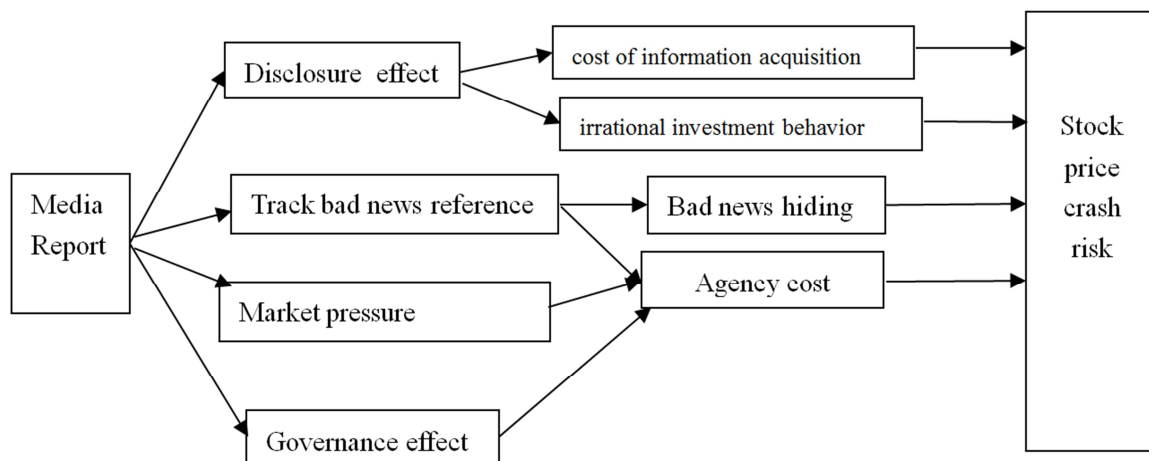 Media
Report
Disclosure effect
Track bad news reference
Market pressure
Governance effect
cost of information acquisition
irrational investment behavior
Bad news hiding
Agency cost
Stock
price
crash
risk